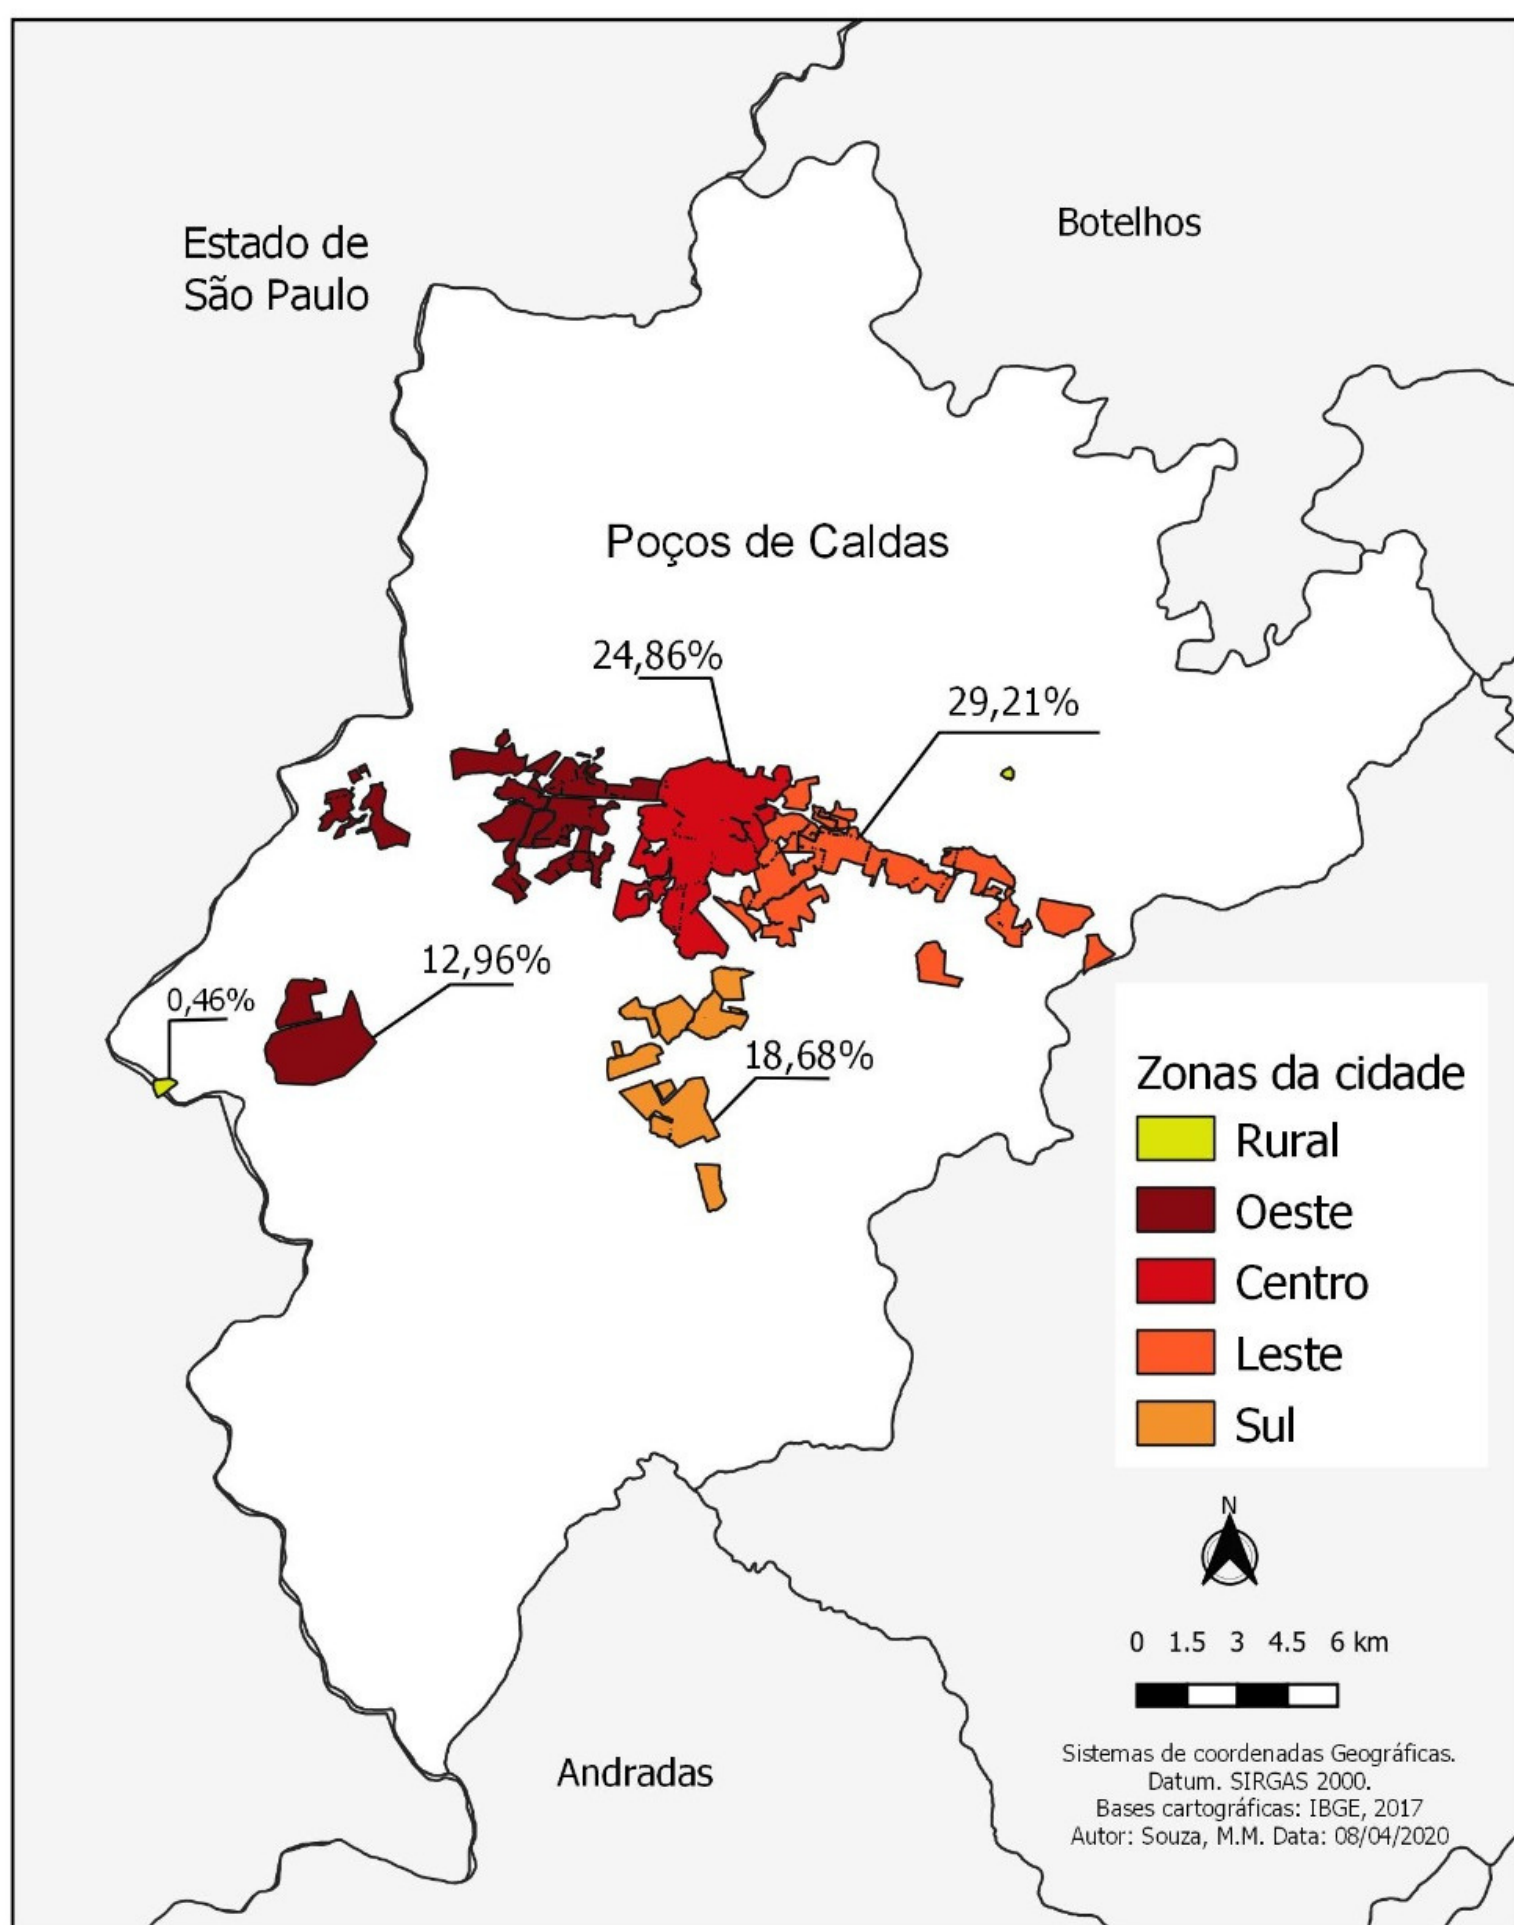 Botelhos
Estado de
São Paulo
Poços de Caldas
24,86%
29,21%
12,96%
0,46%
18,68%
Zonas da cidade
Rural
Oeste
Centro
Leste
Sul
N
0 1.5 3 4.5 6 km
Andradas
Sistemas de coordenadas Geográficas.
Datum. SIRGAS 2000.
Bases cartográficas: IBGE, 2017
Autor: Souza, M.M. Data: 08/04/2020